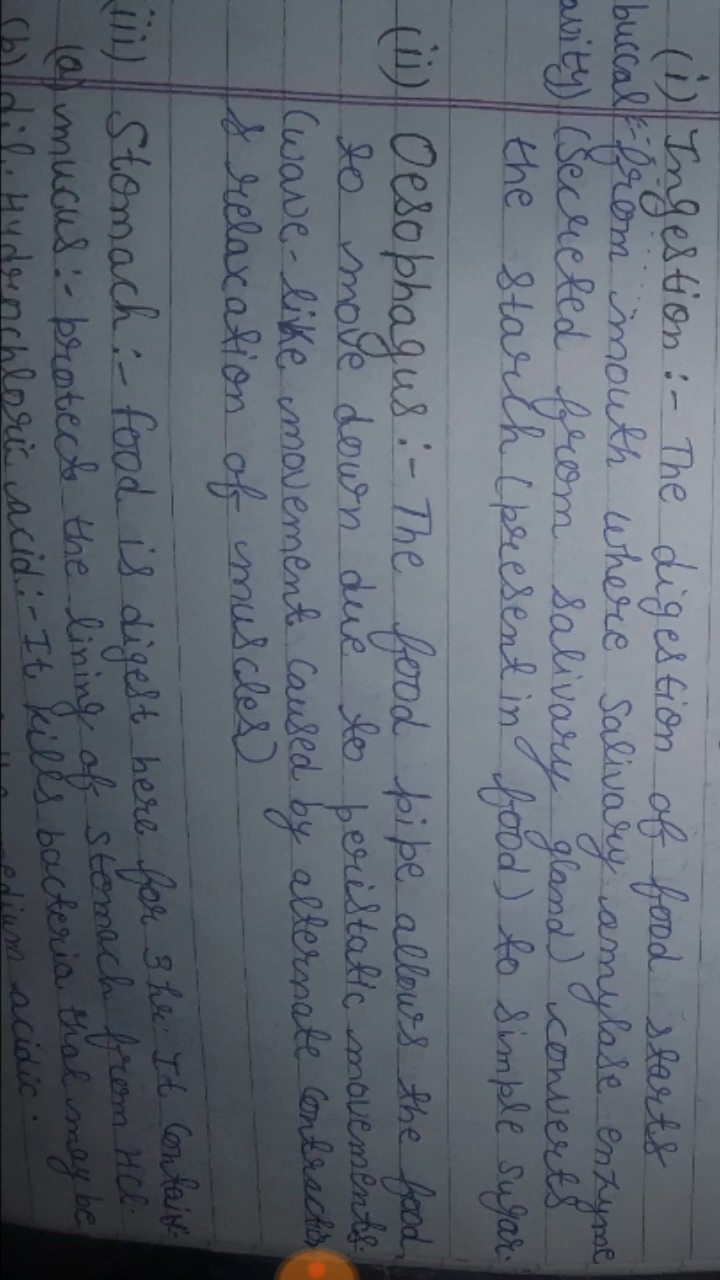 (i) Ingestion :- The digestion of food starts
buccal from mouth where salivary amylase enzyme
avity) (secreted from salivary gland) converts
the starch (present in food) to simple sugar.
(ii) Oesophagus :- The food pipe allows the food
to move down due to peristatic movements.
(wave-like movement caused by alternate contraction
& relaxation of muscles)
(iii) Stomach :- food is digest here for 3 hr. It contains.
(a) mucus :- protects the lining of stomach from HCl.
(b) dil. Hydrochloric acid :- It kills bacteria that may be
medium acidic.